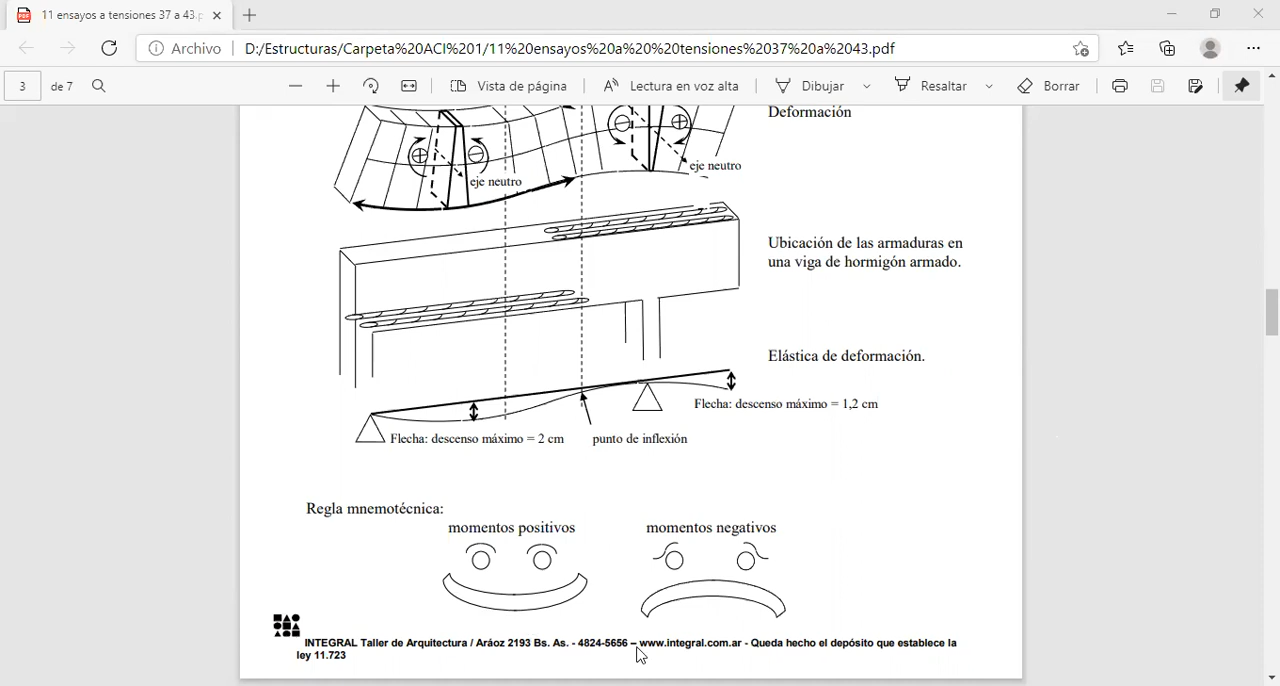 11 ensayos a tensiones 37 a 43.p
Archivo
D:/Estructuras/Carpeta%20ACI%201/11%20ensayos%20a%20%20tensiones%2037%20a%2043.pdf
3 de 7
Vista de página
Lectura en voz alta
Dibujar
Resaltar
Borrar
Deformación
eje neutro
eje neutro
Ubicación de las armaduras en
una viga de hormigón armado.
Elástica de deformación.
Flecha: descenso máximo = 1,2 cm
Flecha: descenso máximo = 2 cm
punto de inflexión
Regla mnemotécnica:
momentos positivos
momentos negativos
INTEGRAL Taller de Arquitectura / Aráoz 2193 Bs. As. - 4824-5656 – www.integral.com.ar - Queda hecho el depósito que establece la
ley 11.723